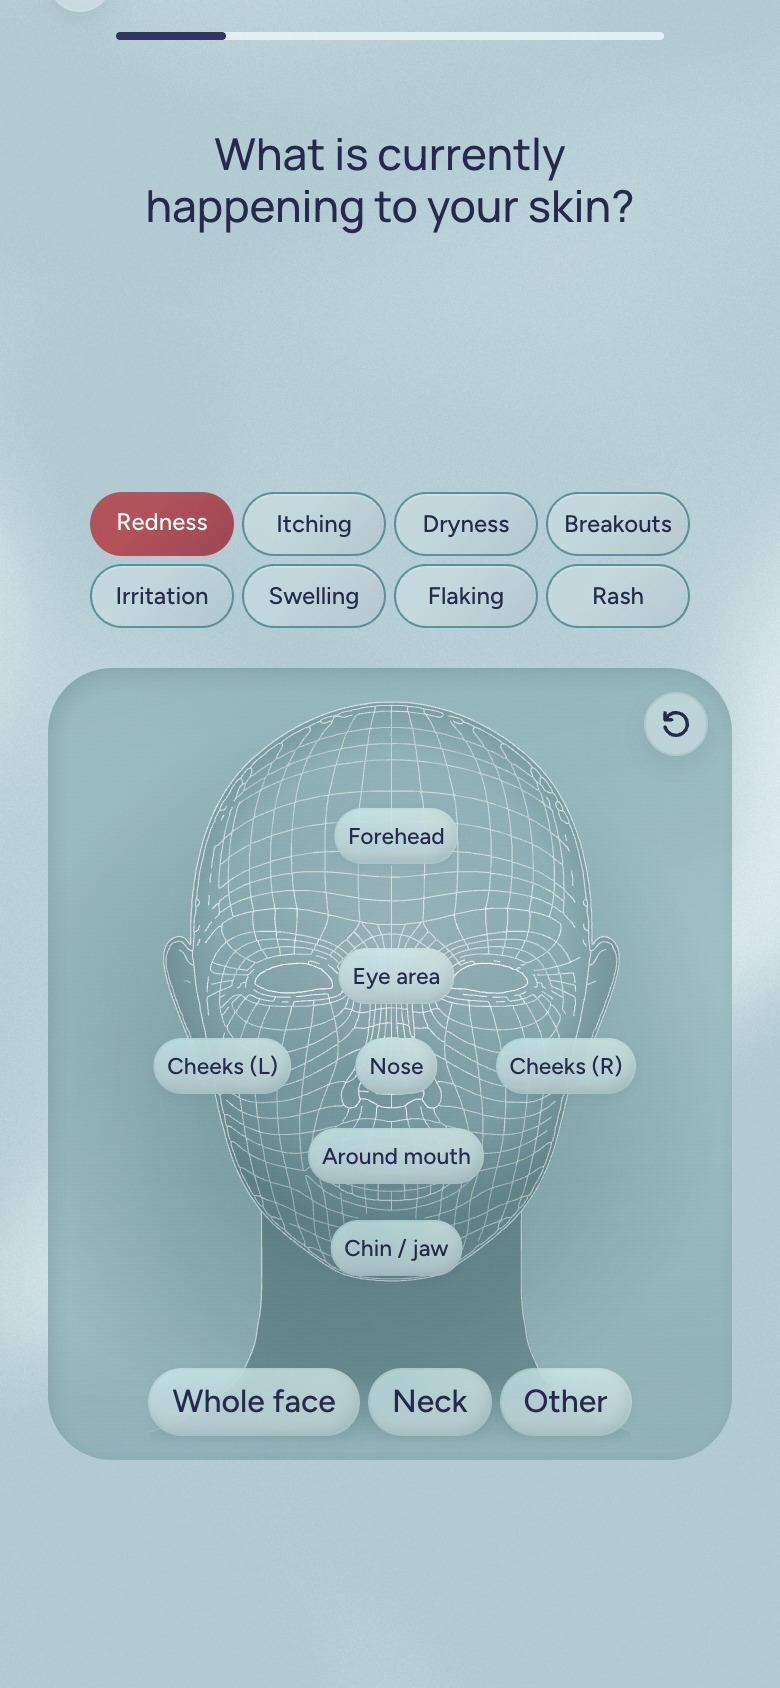 What is currently
happening to your skin?
Redness Itching Dryness Breakouts
Irritation Swelling Flaking Rash
Forehead
Eye area
Cheeks (L) Nose Cheeks (R)
Around mouth
Chin / jaw
Whole face Neck Other